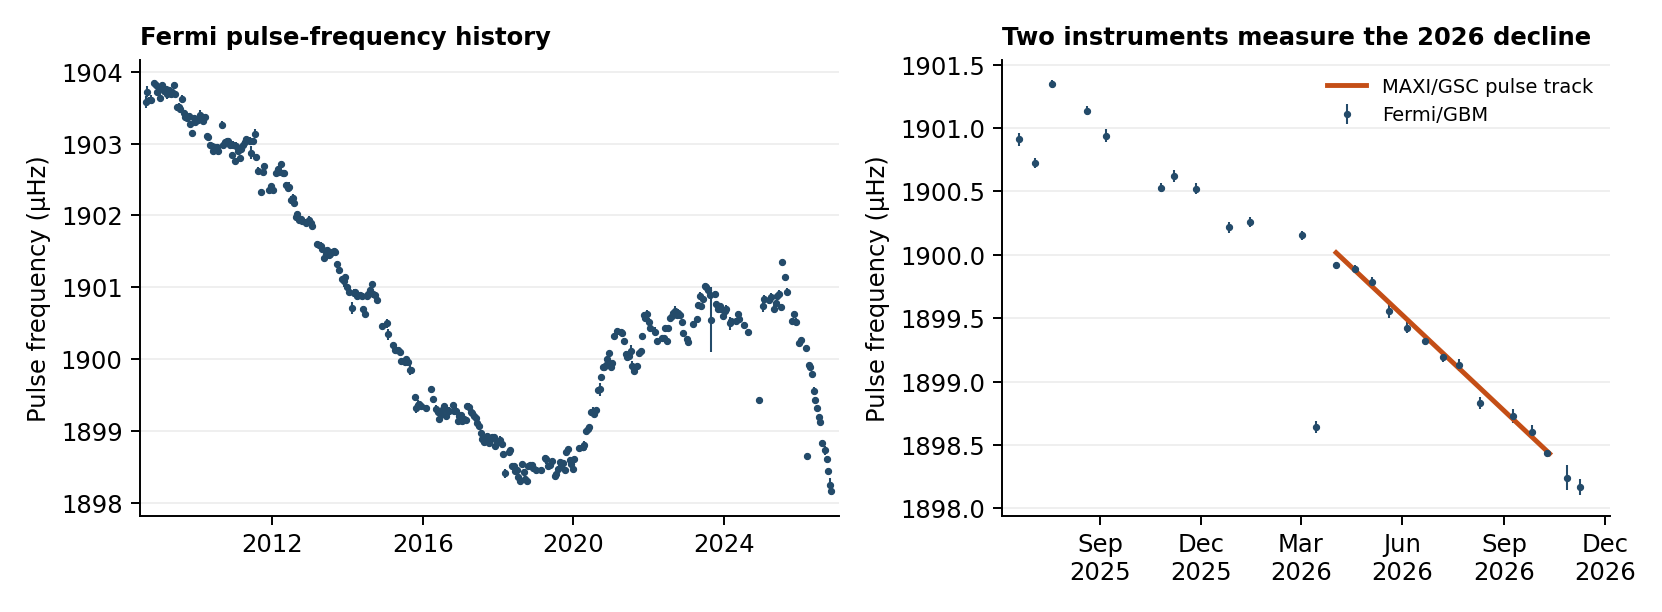 Fermi pulse-frequency history
Pulse frequency (µHz)
1904
1903
1902
1901
1900
1899
1898
2012
2016
2020
2024
Two instruments measure the 2026 decline
Pulse frequency (µHz)
1901.5
1901.0
1900.5
1900.0
1899.5
1899.0
1898.5
1898.0
MAXI/GSC pulse track
Fermi/GBM
Sep Dec Mar Jun Sep Dec
2025 2025 2026 2026 2026 2026